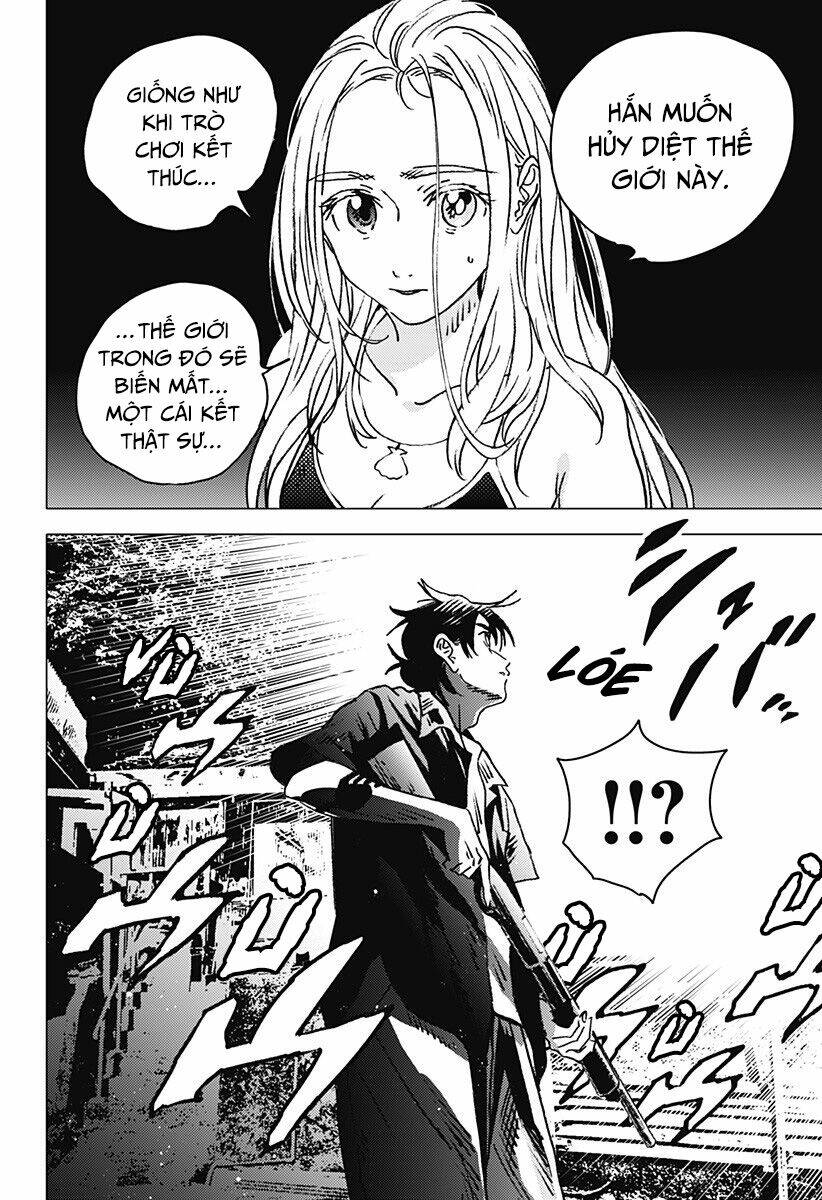 HẮN MUỐN
HỦY DIỆT THẾ
GIỚI NÀY.
GIỐNG NHƯ
KHI TRÒ
CHƠI KẾT
THÚC...
...THẾ GIỚI
TRONG ĐÓ SẼ
BIẾN MẤT...
MỘT CÁI KẾT
THẬT SỰ...
LÓE
!!?
ù
ù
ù
ù
ù